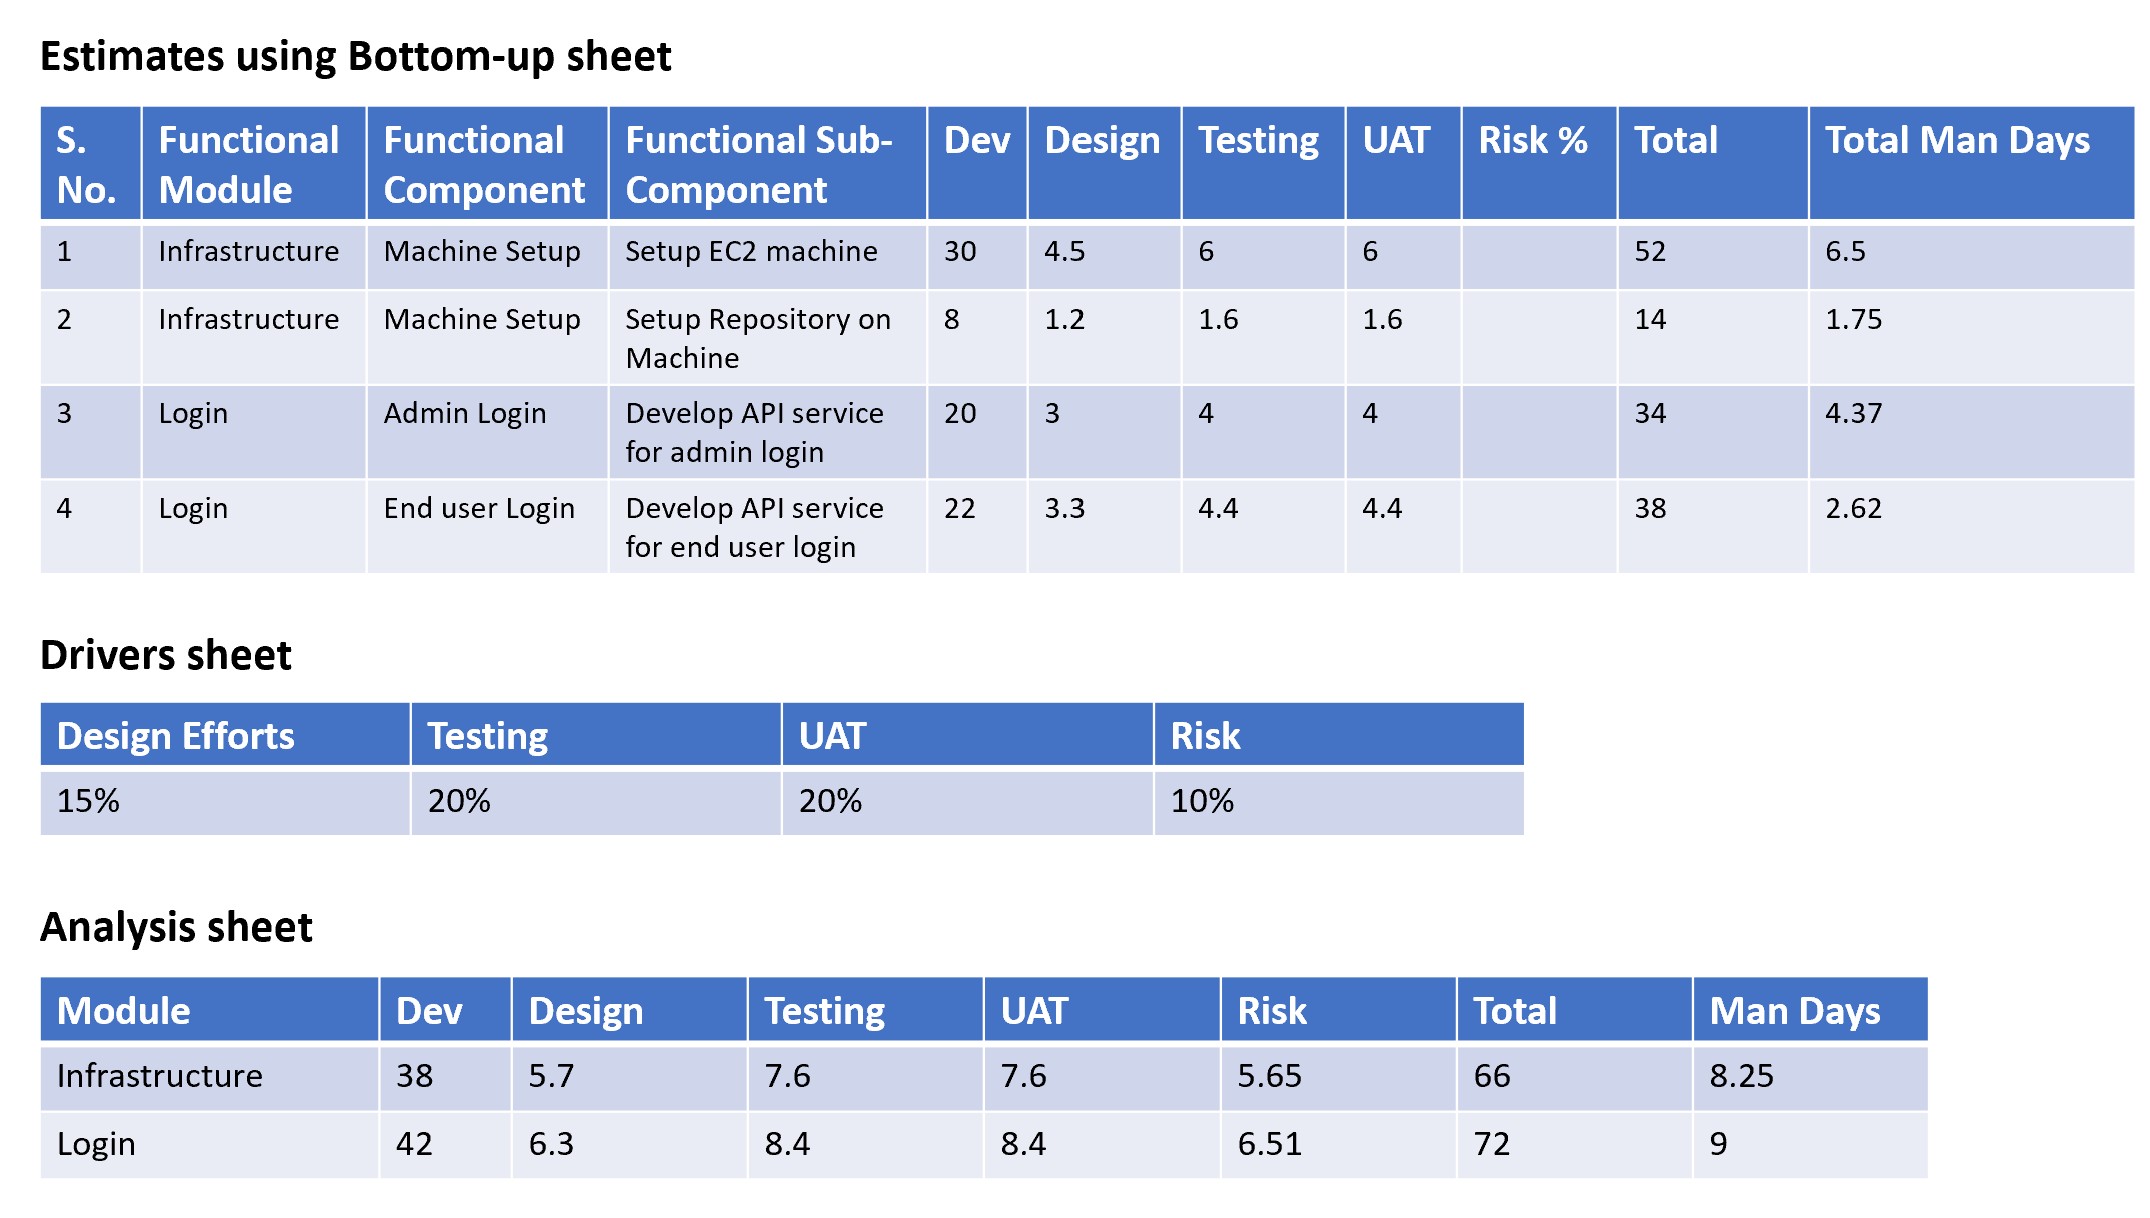 Estimates using Bottom-up sheet
S. No. Functional Module Functional Component Functional Sub-Component Dev Design Testing UAT Risk % Total Total Man Days
1 Infrastructure Machine Setup Setup EC2 machine 30 4.5 6 6 52 6.5
2 Infrastructure Machine Setup Setup Repository on Machine 8 1.2 1.6 1.6 14 1.75
3 Login Admin Login Develop API service for admin login 20 3 4 4 34 4.37
4 Login End user Login Develop API service for end user login 22 3.3 4.4 4.4 38 2.62
Drivers sheet
Design Efforts Testing UAT Risk
15% 20% 20% 10%
Analysis sheet
Module Dev Design Testing UAT Risk Total Man Days
Infrastructure 38 5.7 7.6 7.6 5.65 66 8.25
Login 42 6.3 8.4 8.4 6.51 72 9